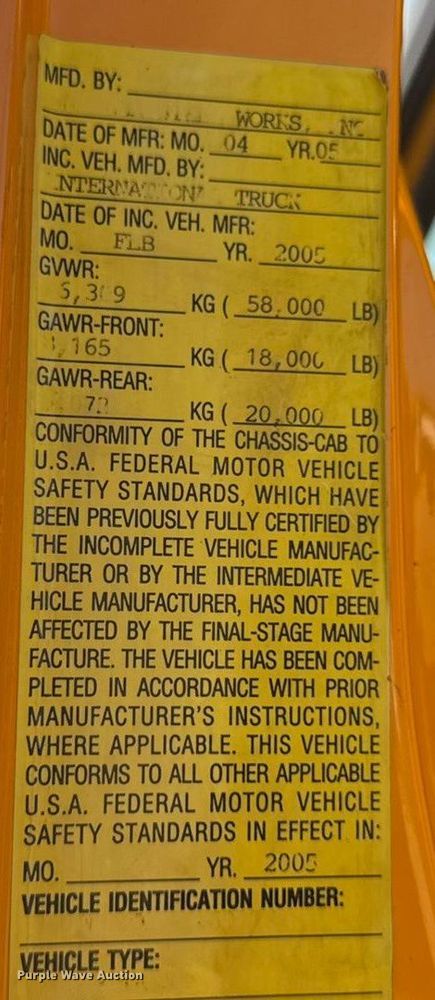 MFD. BY:
WORKS,
DATE OF MFR: MO. 04 YR.05
INC. VEH. MFD. BY:
TRUCK
DATE OF INC. VEH. MFR:
MO. FLB YR. 2005
GVWR:
KG ( 58,000 LB)
GAWR-FRONT:
KG ( 18,000 LB)
GAWR-REAR:
KG ( 20,000 LB)
CONFORMITY OF THE CHASSIS-CAB TO
U.S.A. FEDERAL MOTOR VEHICLE
SAFETY STANDARDS, WHICH HAVE
BEEN PREVIOUSLY FULLY CERTIFIED BY
THE INCOMPLETE VEHICLE MANUFAC-
TURER OR BY THE INTERMEDIATE VE-
HICLE MANUFACTURER, HAS NOT BEEN
AFFECTED BY THE FINAL-STAGE MANU-
FACTURE. THE VEHICLE HAS BEEN COM-
PLETED IN ACCORDANCE WITH PRIOR
MANUFACTURER'S INSTRUCTIONS,
WHERE APPLICABLE. THIS VEHICLE
CONFORMS TO ALL OTHER APPLICABLE
U.S.A. FEDERAL MOTOR VEHICLE
SAFETY STANDARDS IN EFFECT IN:
MO. YR. 2005
VEHICLE IDENTIFICATION NUMBER:
VEHICLE TYPE:
Purple Wave Auction